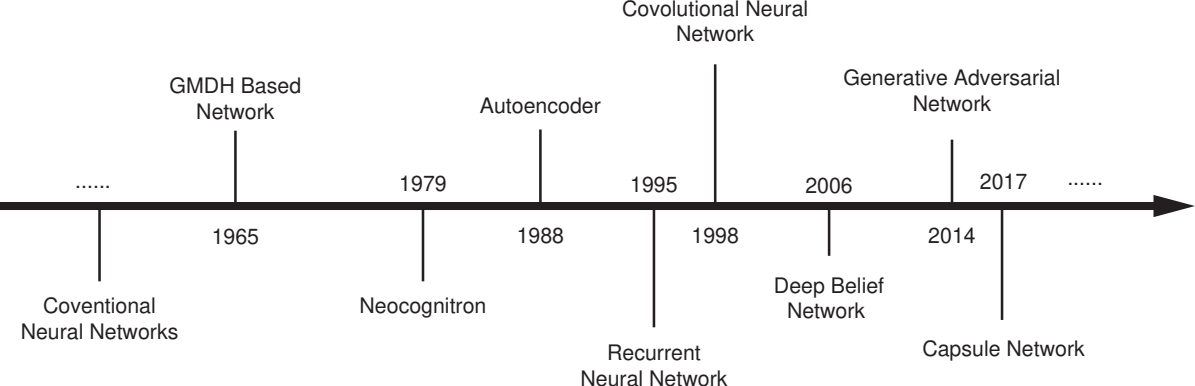 Covolutional Neural
Network
GMDH Based
Network
Generative Adversarial
Network
Autoencoder
......
1979
1995
2006
2017
......
1965
1988
1998
2014
Coventional
Neural Networks
Neocognitron
Deep Belief
Network
Recurrent
Neural Network
Capsule Network